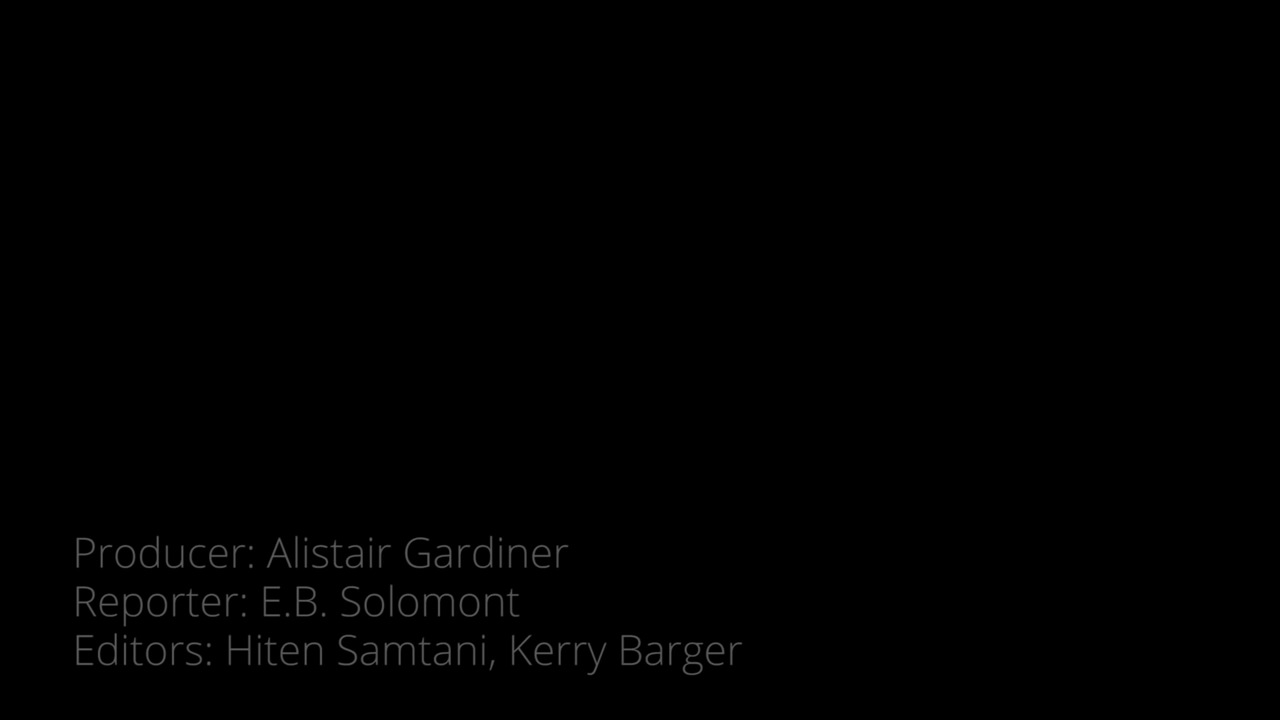 Producer: Alistair Gardiner
Reporter: E.B. Solomont
Editors: Hiten Samtani, Kerry Barger